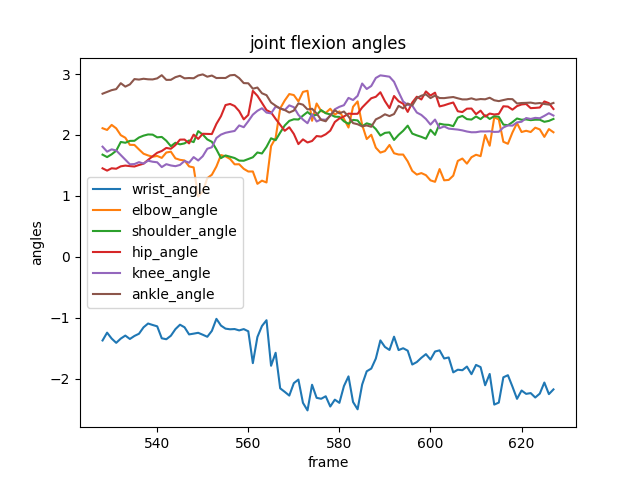 joint flexion angles
3
2
1
0
−1
−2
angles
wrist_angle
elbow_angle
shoulder_angle
hip_angle
knee_angle
ankle_angle
540 560 580 600 620
frame